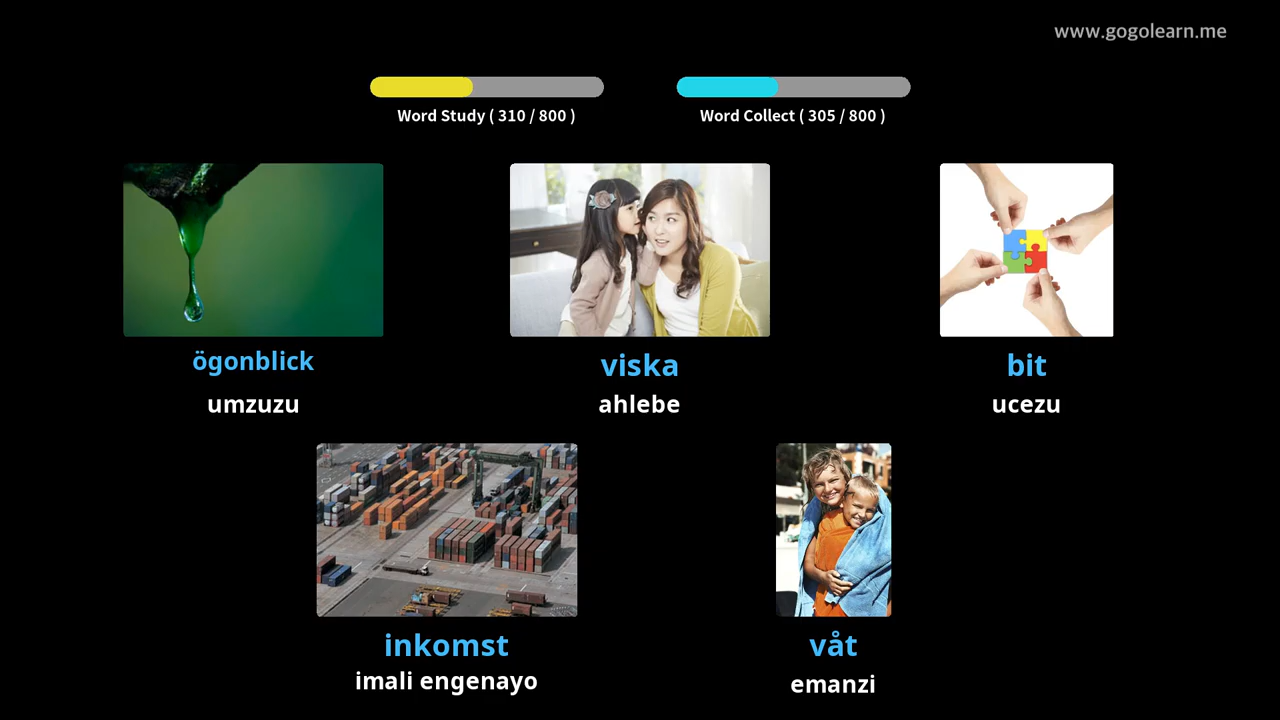 www.gogolearn.me
Word Study ( 310 / 800 )
Word Collect ( 305 / 800 )
ögonblick
umzuzu
viska
ahlebe
bit
ucezu
inkomst
imali engenayo
våt
emanzi